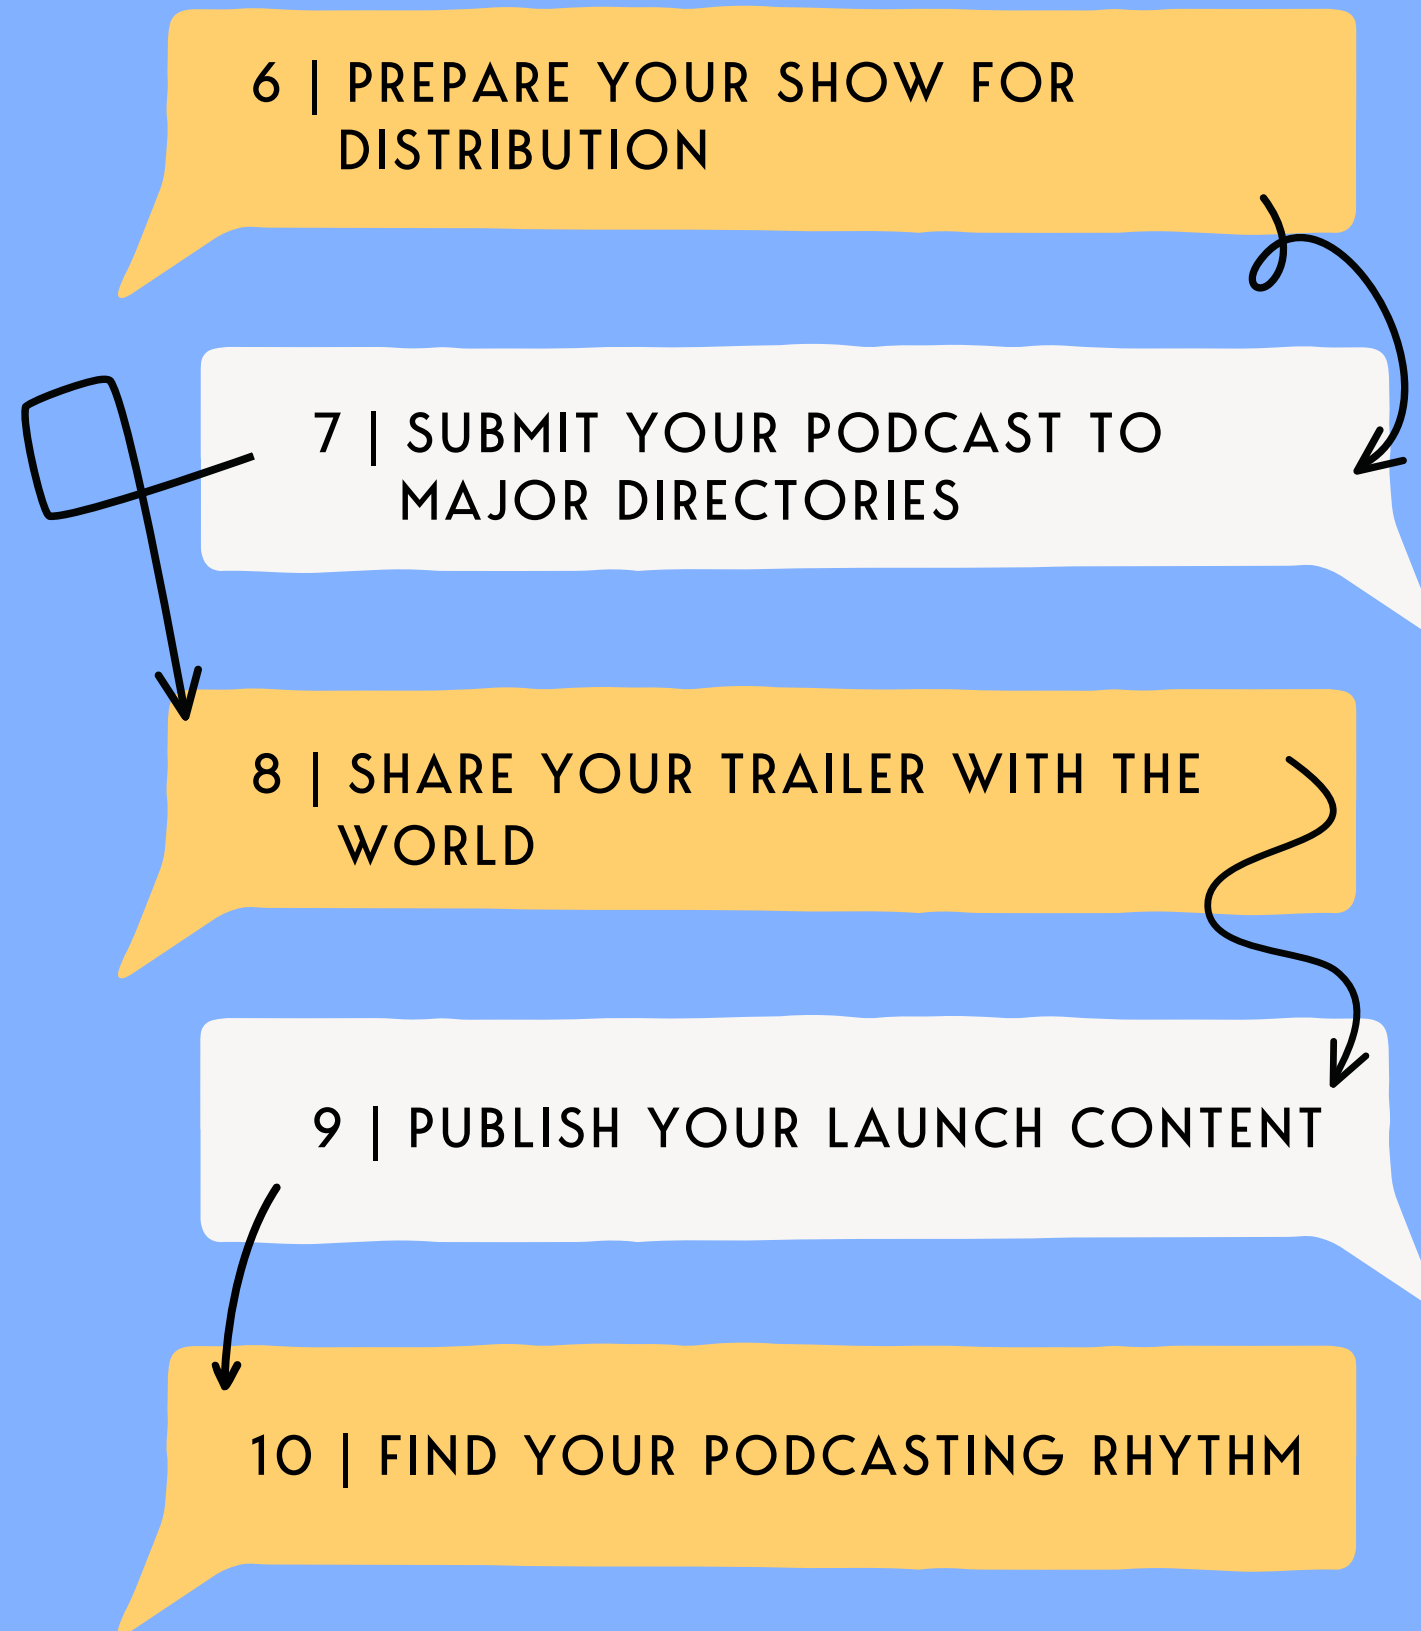 6 | PREPARE YOUR SHOW FOR
DISTRIBUTION
7 | SUBMIT YOUR PODCAST TO
MAJOR DIRECTORIES
8 | SHARE YOUR TRAILER WITH THE
WORLD
9 | PUBLISH YOUR LAUNCH CONTENT
10 | FIND YOUR PODCASTING RHYTHM